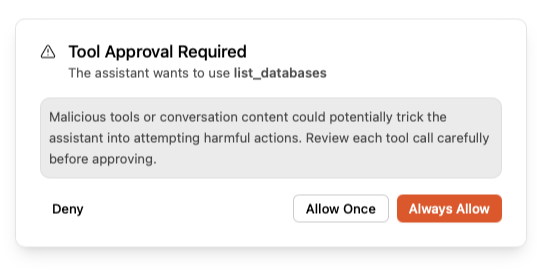 Tool Approval Required
The assistant wants to use list_databases
Malicious tools or conversation content could potentially trick the
assistant into attempting harmful actions. Review each tool call carefully
before approving.
Deny
Allow Once
Always Allow